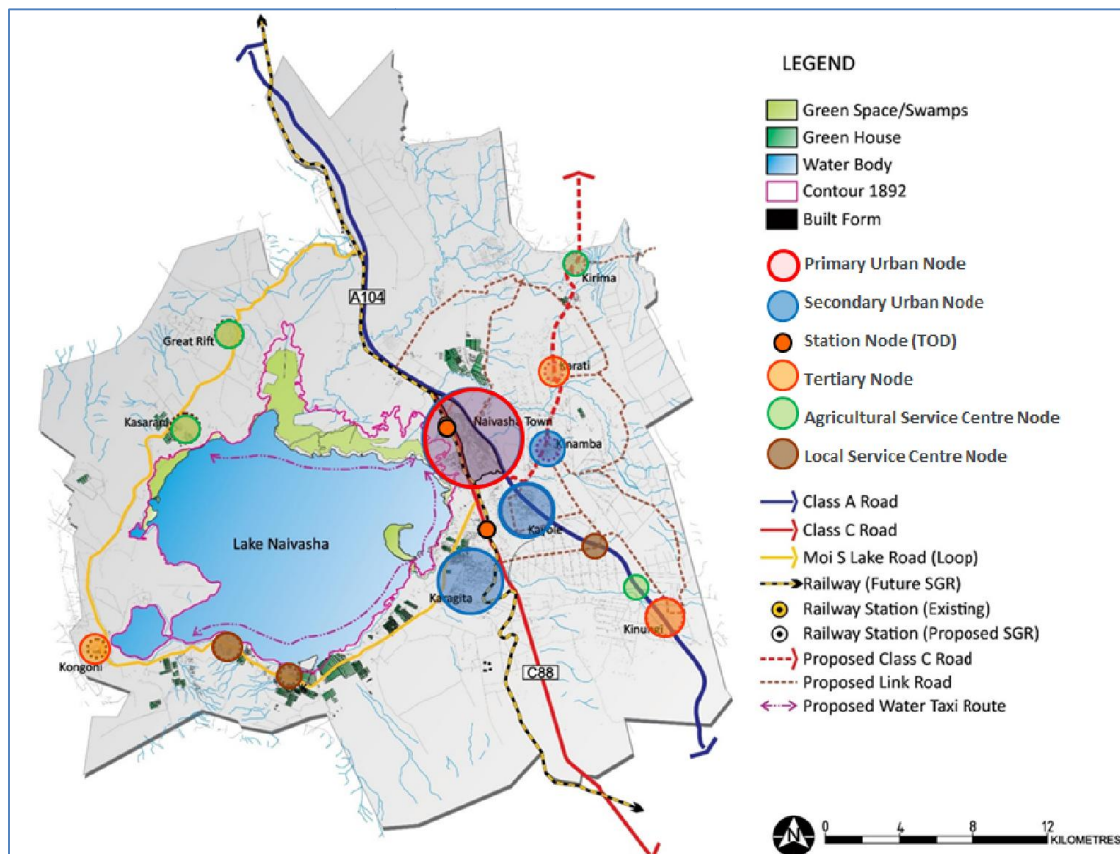 LEGEND
Green Space/Swamps
Green House
Water Body
Contour 1892
Built Form
Primary Urban Node
Secondary Urban Node
Station Node (TOD)
Tertiary Node
Agricultural Service Centre Node
Local Service Centre Node
Class A Road
Class C Road
Moi S Lake Road (Loop)
Railway (Future SGR)
Railway Station (Existing)
Railway Station (Proposed SGR)
Proposed Class C Road
Proposed Link Road
Proposed Water Taxi Route
Kirima
A104
Great Rift
Karati
Kasarani
Naivasha Town
Kinamba
Kayole
Lake Naivasha
Karagita
Kinungi
Kongoni
C88
N
0 4 8 12
KILOMETRES